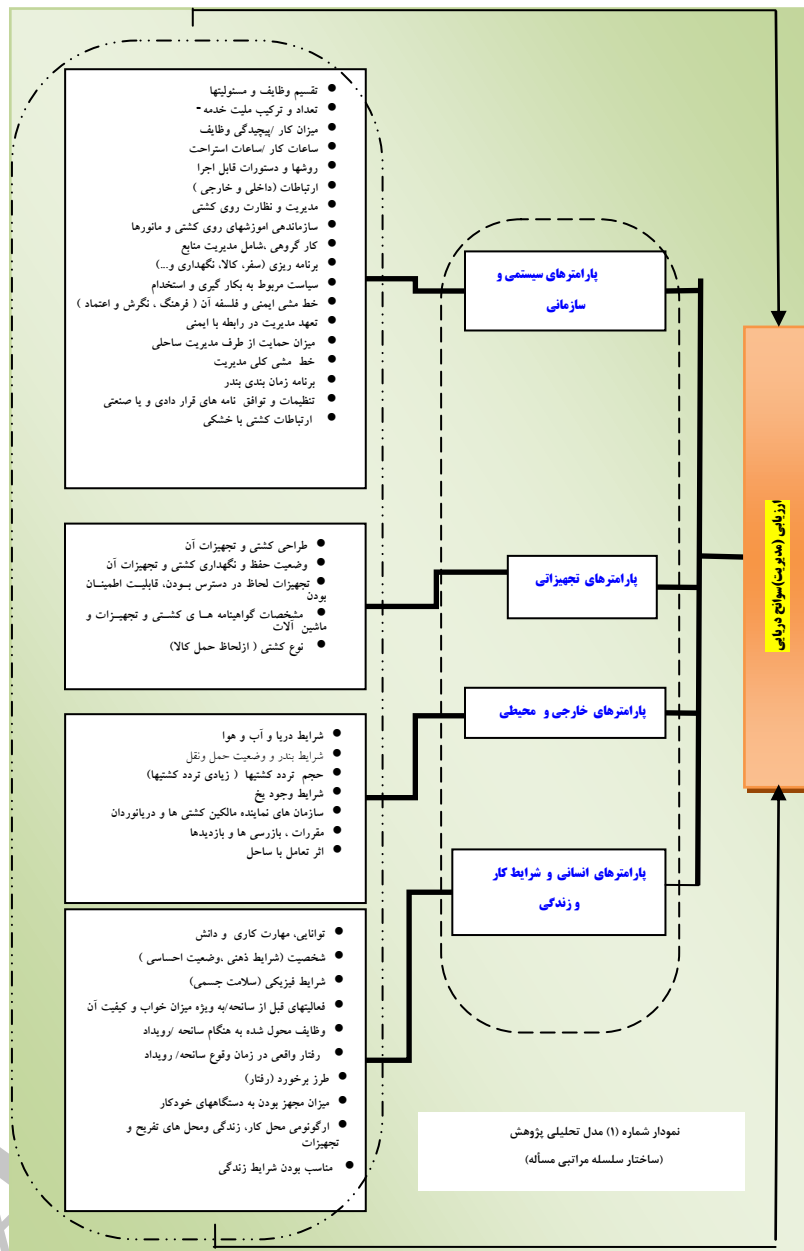 ارزیابی (مدیریت)سوانح دریایی
پارامترهای سیستمی و
سازمانی
● تقسیم وظایف و مسئولیتها
● تعداد و ترکیب ملیت خدمه -
● میزان کار /پیچیدگی وظایف
● ساعات کار /ساعات استراحت
● روشها و دستورات قابل اجرا
● ارتباطات (داخلی و خارجی )
● مدیریت و نظارت روی کشتی
● سازماندهی اموزشهای روی کشتی و مانورها
● کار گروهی ،شامل مدیریت منابع
● برنامه ریزی (سفر، کالا، نگهداری و...)
● سیاست مربوط به بکار گیری و استخدام
● خط مشی ایمنی و فلسفه آن ( فرهنگ ، نگرش و اعتماد )
● تعهد مدیریت در رابطه با ایمنی
● میزان حمایت از طرف مدیریت ساحلی
● خط مشی کلی مدیریت
● برنامه زمان بندی بندر
● تنظیمات و توافق نامه های قرار دادی و یا صنعتی
● ارتباطات کشتی با خشکی
پارامترهای تجهیزاتی
● طراحی کشتی و تجهیزات آن
● وضعیت حفظ و نگهداری کشتی و تجهیزات آن
● تجهیزات لحاظ در دسترس بـودن، قابلیـت اطمینـان
بودن
● مشخصات گواهینامه هـا ی کشـتی و تجهیـزات و
ماشین آلات
● نوع کشتی ( ازلحاظ حمل کالا)
پارامترهای خارجی و محیطی
● شرایط دریا و آب و هوا
● شرایط بندر و وضعیت حمل ونقل
● حجم تردد کشتیها ( زیادی تردد کشتیها)
● شرایط وجود یخ
● سازمان های نماینده مالکین کشتی ها و دریانوردان
● مقررات ، بازرسی ها و بازدیدها
● اثر تعامل با ساحل
پارامترهای انسانی و شرایط کار
و زندگی
● توانایی، مهارت کاری و دانش
● شخصیت (شرایط ذهنی ،وضعیت احساسی )
● شرایط فیزیکی (سلامت جسمی)
● فعالیتهای قبل از سانحه/به ویژه میزان خواب و کیفیت آن
● وظایف محول شده به هنگام سانحه /رویداد
● رفتار واقعی در زمان وقوع سانحه/ رویداد
● طرز برخورد (رفتار)
● میزان مجهز بودن به دستگاههای خودکار
● ارگونومی محل کار، زندگی ومحل های تفریح و
تجهیزات
● مناسب بودن شرایط زندگی
نمودار شماره (۱) مدل تحلیلی پژوهش
(ساختار سلسله مراتبی مسأله)